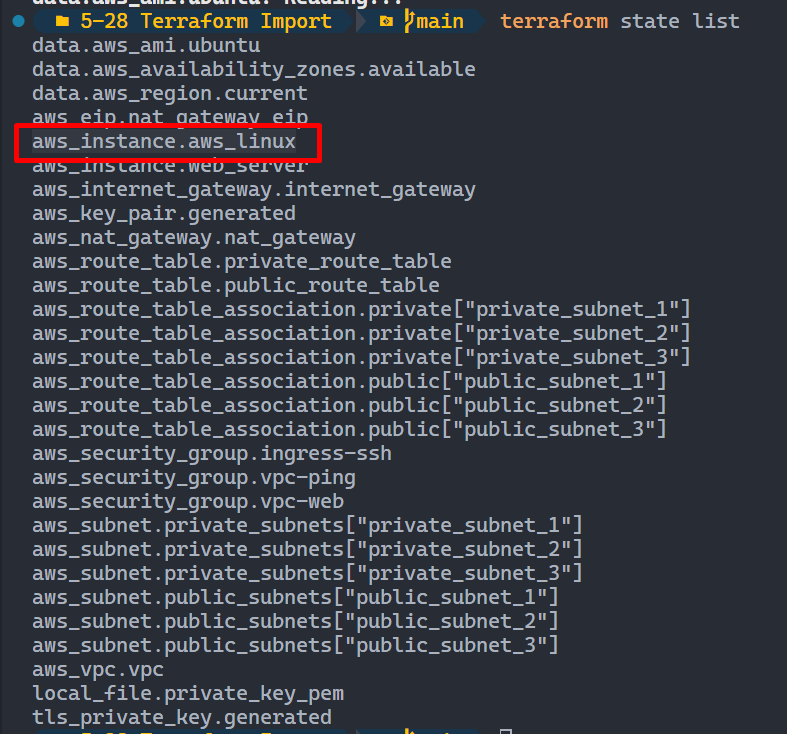 data.aws_ami.ubuntu: Reading...
5-28 Terraform Import main terraform state list
data.aws_ami.ubuntu
data.aws_availability_zones.available
data.aws_region.current
aws_eip.nat_gateway_eip
aws_instance.aws_linux
aws_instance.web_server
aws_internet_gateway.internet_gateway
aws_key_pair.generated
aws_nat_gateway.nat_gateway
aws_route_table.private_route_table
aws_route_table.public_route_table
aws_route_table_association.private["private_subnet_1"]
aws_route_table_association.private["private_subnet_2"]
aws_route_table_association.private["private_subnet_3"]
aws_route_table_association.public["public_subnet_1"]
aws_route_table_association.public["public_subnet_2"]
aws_route_table_association.public["public_subnet_3"]
aws_security_group.ingress-ssh
aws_security_group.vpc-ping
aws_security_group.vpc-web
aws_subnet.private_subnets["private_subnet_1"]
aws_subnet.private_subnets["private_subnet_2"]
aws_subnet.private_subnets["private_subnet_3"]
aws_subnet.public_subnets["public_subnet_1"]
aws_subnet.public_subnets["public_subnet_2"]
aws_subnet.public_subnets["public_subnet_3"]
aws_vpc.vpc
local_file.private_key_pem
tls_private_key.generated